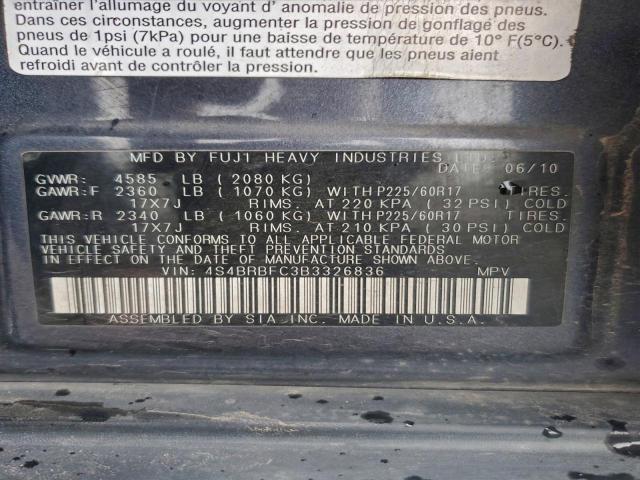 entraîner l'allumage du voyant d' anomalie de pression des pneus.
Dans ces circonstances, augmenter la pression de gonflage des
pneus de 1psi (7kPa) pour une baisse de température de 10° F(5°C).
Quand le véhicule a roulé, il faut attendre que les pneus aient
refroidi avant de contrôler la pression.
MFD BY FUJI HEAVY INDUSTRIES LTD.
DATE: 06/10
GVWR: 4585 LB (2080 KG)
GAWR:F 2360 LB (1070 KG) WITH P225/60R17 TIRES.
17X7J RIMS. AT 220 KPA (32 PSI) COLD
GAWR:R 2340 LB (1060 KG) WITH P225/60R17 TIRES.
17X7J RIMS. AT 210 KPA (30 PSI) COLD
THIS VEHICLE CONFORMS TO ALL APPLICABLE FEDERAL MOTOR
VEHICLE SAFETY AND THEFT PREVENTION STANDARDS
IN EFFECT ON THE DATE OF MANUFACTURE SHOWN ABOVE.
VIN: 4S4BRBFC3B3326836 MPV
ASSEMBLED BY SIA INC. MADE IN U.S.A.